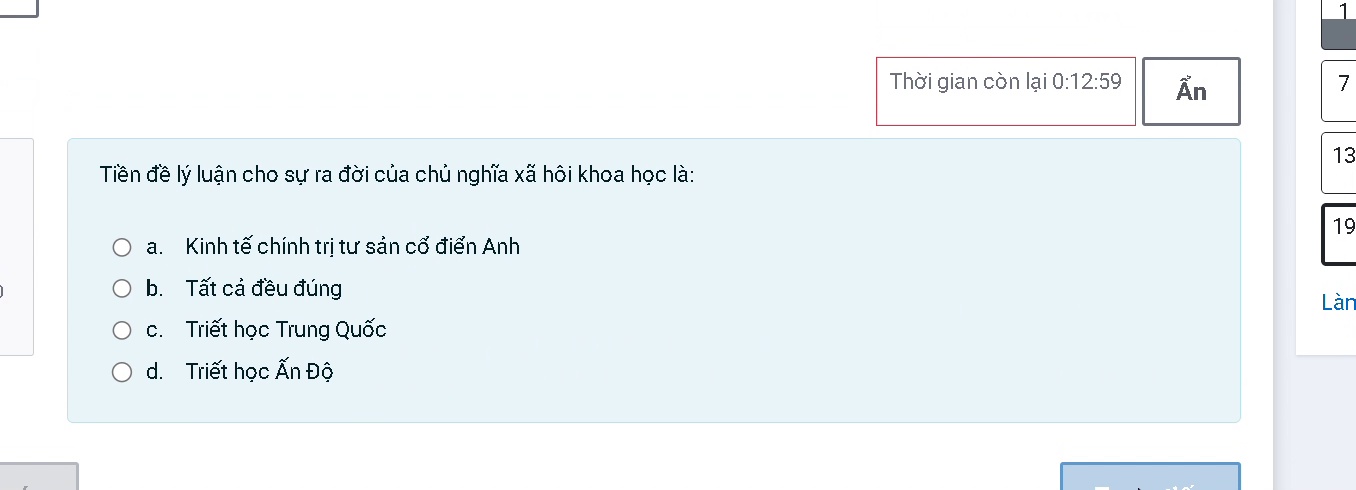 1
Thời gian còn lại 0:12:59
Ẩn
7
Tiền đề lý luận cho sự ra đời của chủ nghĩa xã hôi khoa học là:
13
19
a. Kinh tế chính trị tư sản cổ điển Anh
b. Tất cả đều đúng
c. Triết học Trung Quốc
d. Triết học Ấn Độ